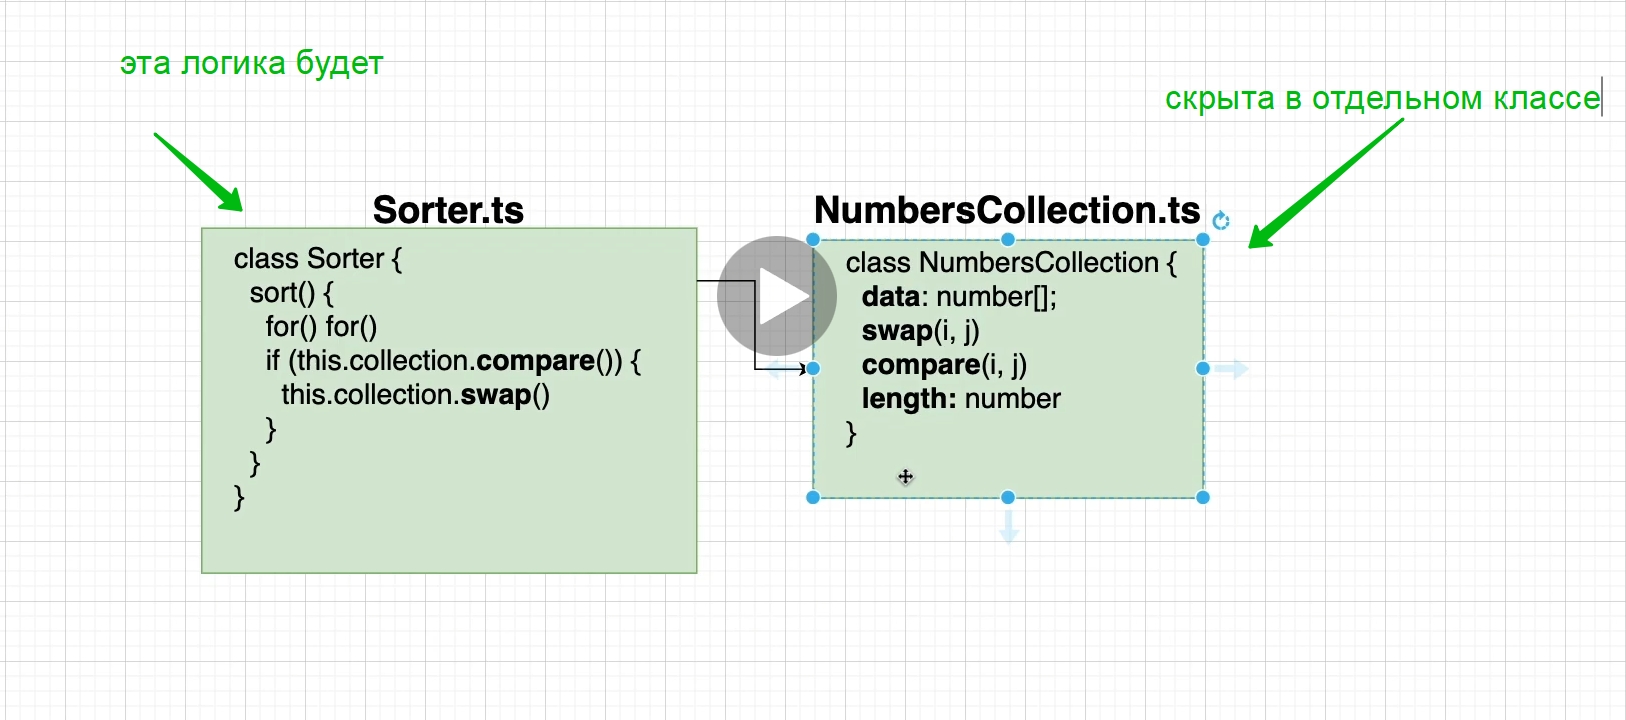 эта логика будет
скрыта в отдельном классе
Sorter.ts
class Sorter {
sort() {
for() for()
if (this.collection.compare()) {
this.collection.swap()
}
}
}
NumbersCollection.ts
class NumbersCollection {
data: number[];
swap(i, j)
compare(i, j)
length: number
}